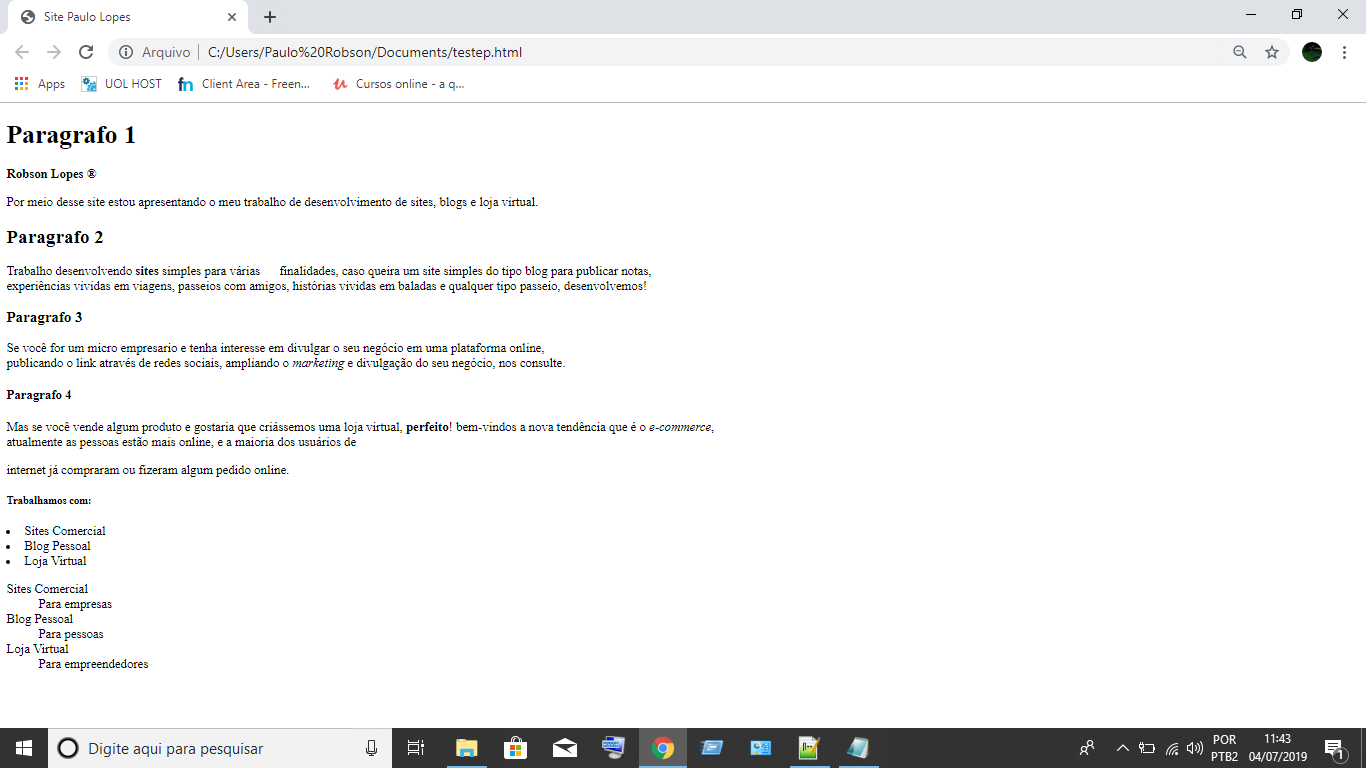 Site Paulo Lopes
Arquivo | C:/Users/Paulo%20Robson/Documents/testep.html
Apps UOL HOST fn Client Area - Freen... Cursos online - a q...
Paragrafo 1
Robson Lopes ®
Por meio desse site estou apresentando o meu trabalho de desenvolvimento de sites, blogs e loja virtual.
Paragrafo 2
Trabalho desenvolvendo sites simples para várias finalidades, caso queira um site simples do tipo blog para publicar notas,
experiências vividas em viagens, passeios com amigos, histórias vividas em baladas e qualquer tipo passeio, desenvolvemos!
Paragrafo 3
Se você for um micro empresario e tenha interesse em divulgar o seu negócio em uma plataforma online,
publicando o link através de redes sociais, ampliando o marketing e divulgação do seu negócio, nos consulte.
Paragrafo 4
Mas se você vende algum produto e gostaria que criássemos uma loja virtual, perfeito! bem-vindos a nova tendência que é o e-commerce,
atualmente as pessoas estão mais online, e a maioria dos usuários de
internet já compraram ou fizeram algum pedido online.
Trabalhamos com:
• Sites Comercial
• Blog Pessoal
• Loja Virtual
Sites Comercial
Para empresas
Blog Pessoal
Para pessoas
Loja Virtual
Para empreendedores
Digite aqui para pesquisar
POR 11:43
PTB2 04/07/2019 1